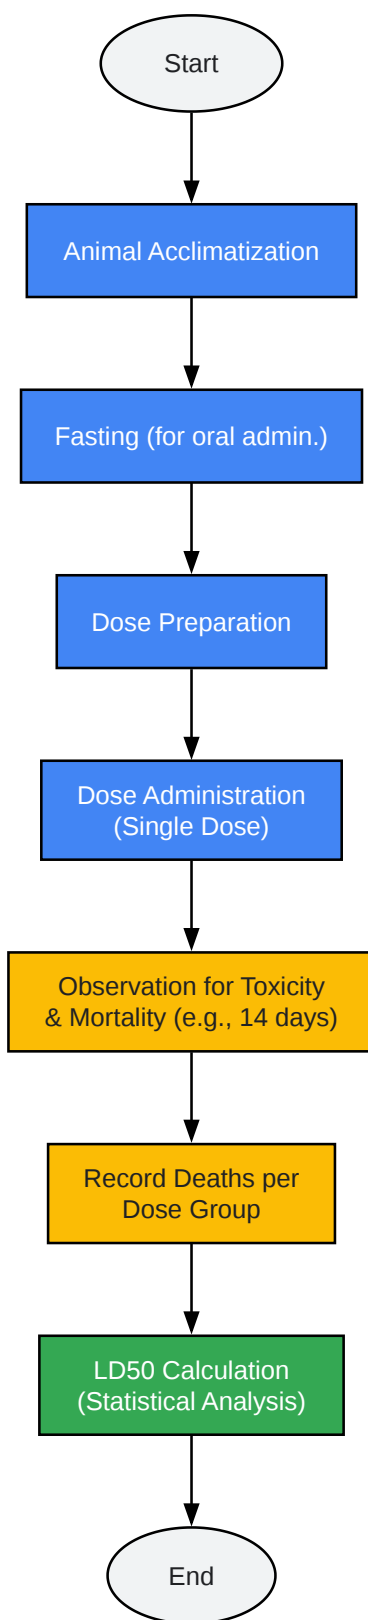 Start
Animal Acclimatization
Fasting (for oral admin.)
Dose Preparation
Dose Administration
(Single Dose)
Observation for Toxicity
& Mortality (e.g., 14 days)
Record Deaths per
Dose Group
LD50 Calculation
(Statistical Analysis)
End